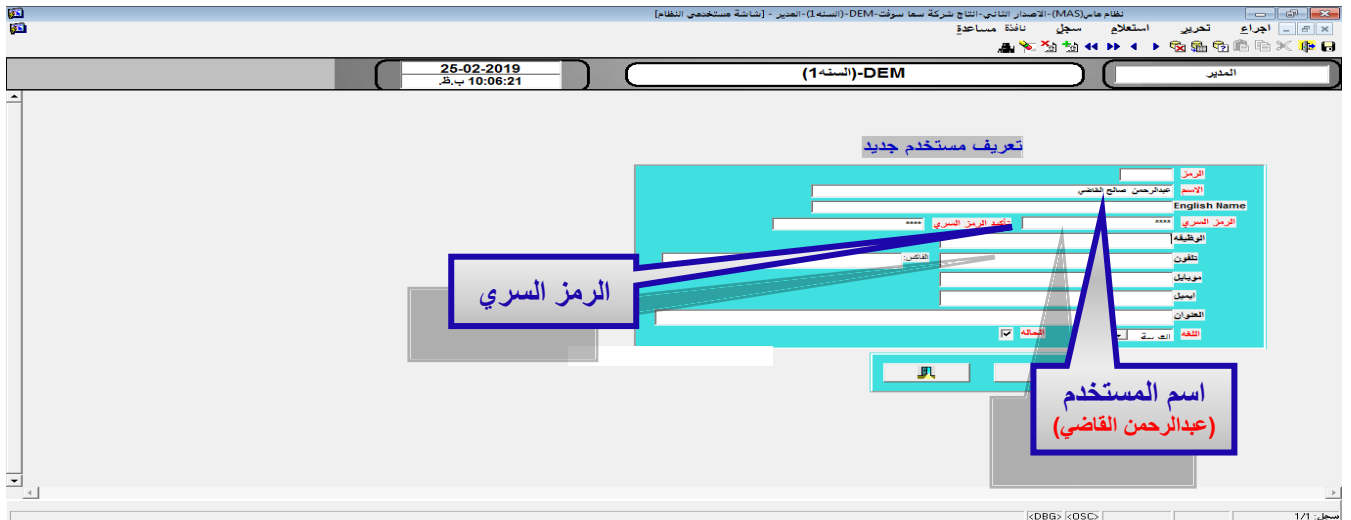 نظام ماس(MAS)-الاصدار الثاني-انتاج شركة سما سوفت-DEM-(السنه1)-المدير - [شاشة مستخدمي النظام]
اجراء تحرير استعلام سجل نافذة مساعدة
المدير
DEM-(السنه1)
25-02-2019
10:06:21 ب.ظ.
تعريف مستخدم جديد
الرمز
الاسم عبدالرحمن صالح القاضي
English Name
الرمز السري **** تأكيد الرمز السري ****
الوظيفه
تلفون الفاكس:
موبايل
ايميل
العنوان
اللغه الحاله
الرمز السري
اسم المستخدم
(عبدالرحمن القاضي)
سجل: 1/1 <OSC> <DBG>